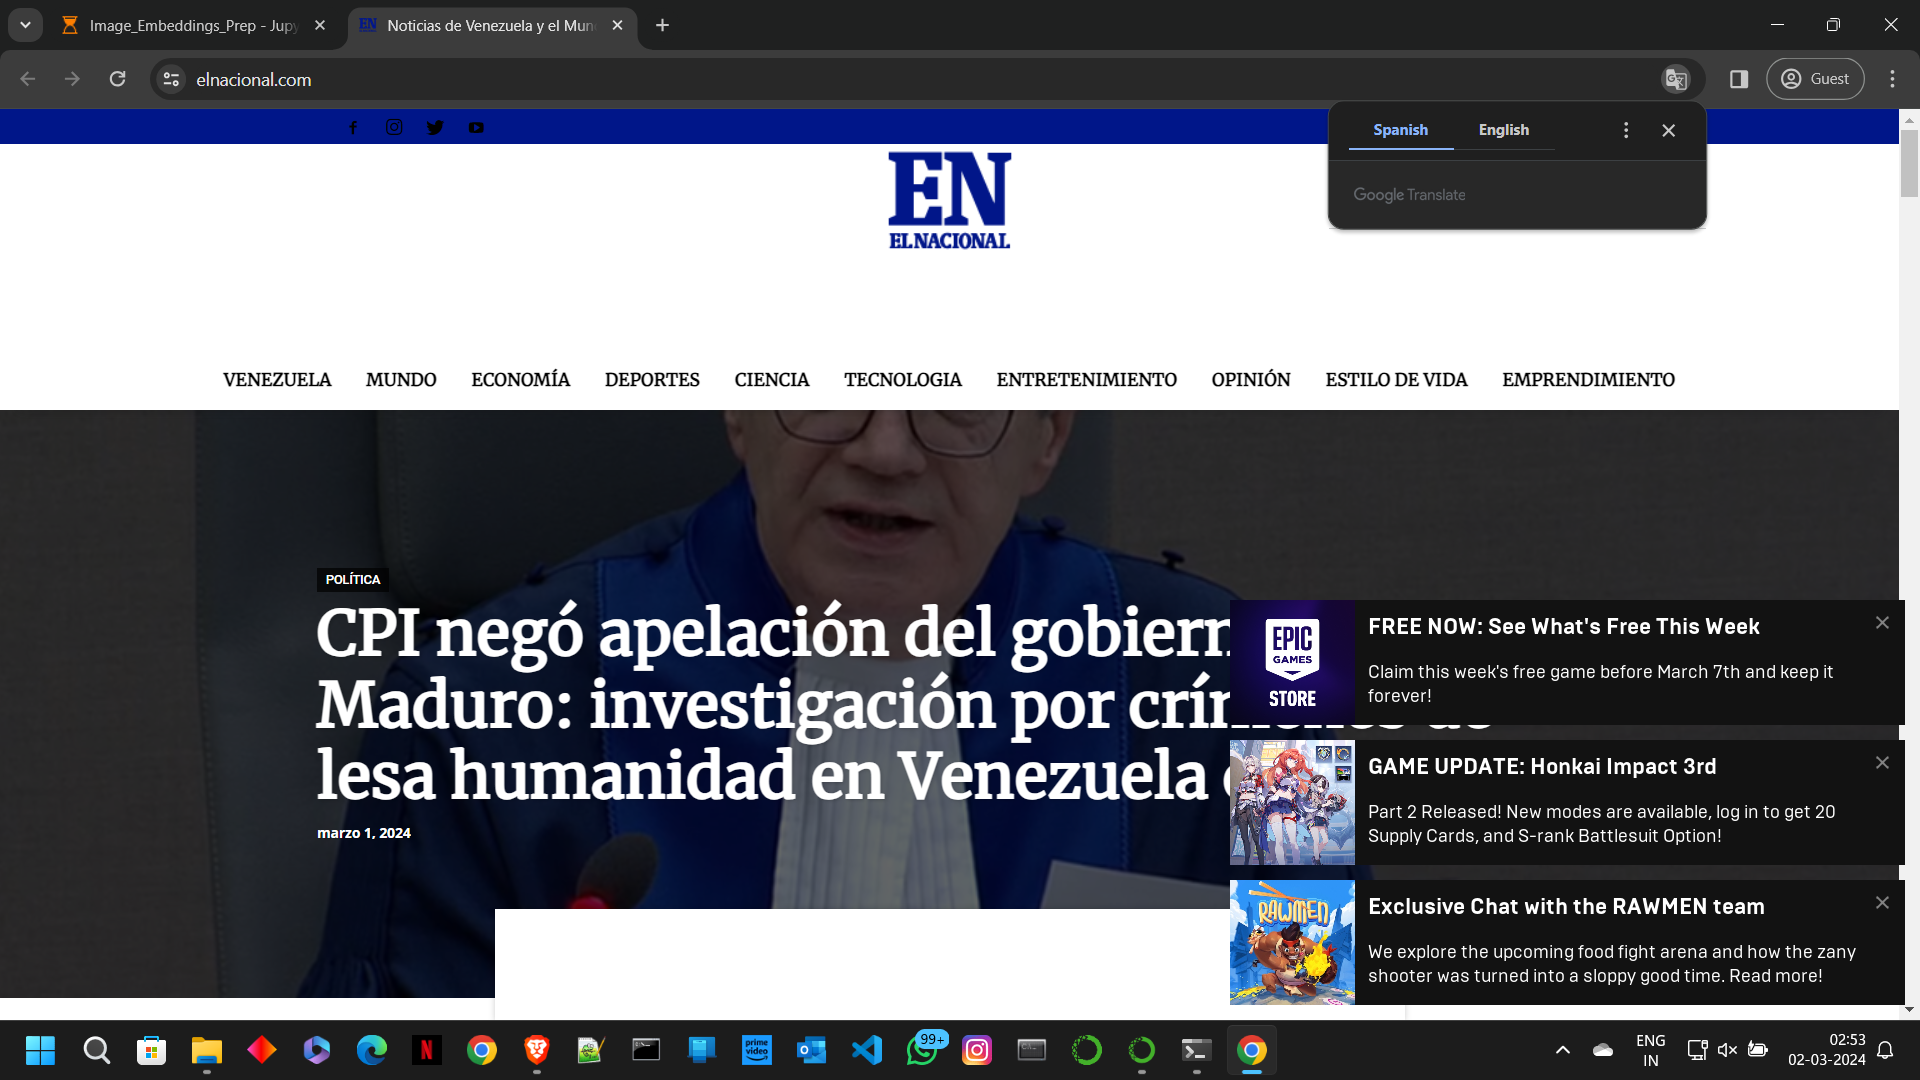 Image_Embeddings_Prep - Jupy
Noticias de Venezuela y el Mun
elnacional.com
Guest
Spanish
English
Google Translate
EN
EL NACIONAL
VENEZUELA
MUNDO
ECONOMÍA
DEPORTES
CIENCIA
TECNOLOGIA
ENTRETENIMIENTO
OPINIÓN
ESTILO DE VIDA
EMPRENDIMIENTO
POLÍTICA
CPI negó apelación del gobiern
Maduro: investigación por crímenes de
lesa humanidad en Venezuela
marzo 1, 2024
EPIC
GAMES
STORE
FREE NOW: See What's Free This Week
Claim this week's free game before March 7th and keep it
forever!
GAME UPDATE: Honkai Impact 3rd
Part 2 Released! New modes are available, log in to get 20
Supply Cards, and S-rank Battlesuit Option!
RAWMEN
Exclusive Chat with the RAWMEN team
We explore the upcoming food fight arena and how the zany
shooter was turned into a sloppy good time. Read more!
prime
video
99+
ENG
IN
02:53
02-03-2024